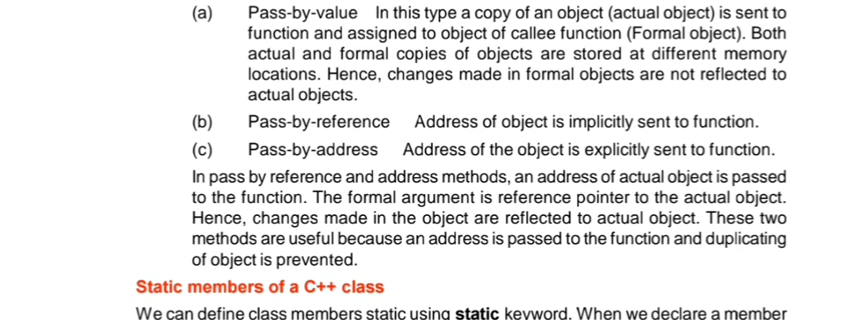 (a) Pass-by-value In this type a copy of an object (actual object) is sent to
function and assigned to object of callee function (Formal object). Both
actual and formal copies of objects are stored at different memory
locations. Hence, changes made in formal objects are not reflected to
actual objects.
(b) Pass-by-reference Address of object is implicitly sent to function.
(c) Pass-by-address Address of the object is explicitly sent to function.
In pass by reference and address methods, an address of actual object is passed
to the function. The formal argument is reference pointer to the actual object.
Hence, changes made in the object are reflected to actual object. These two
methods are useful because an address is passed to the function and duplicating
of object is prevented.
Static members of a C++ class
We can define class members static using static keyword. When we declare a member